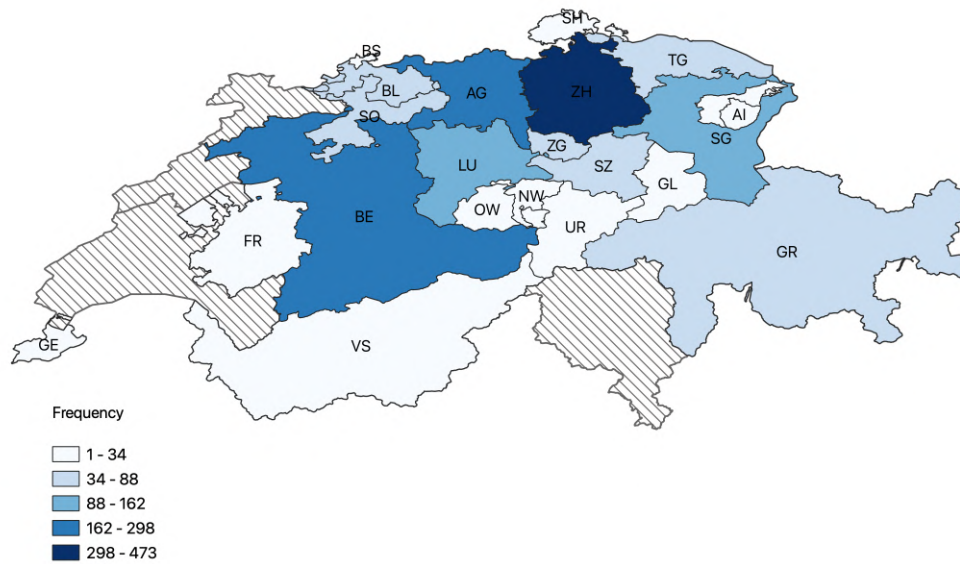 SH
BS
TG
BL
AG
ZH
AI
SO
SG
ZG
LU
SZ
GL
NW
OW
BE
UR
FR
GR
GE
VS
Frequency
1 - 34
34 - 88
88 - 162
162 - 298
298 - 473